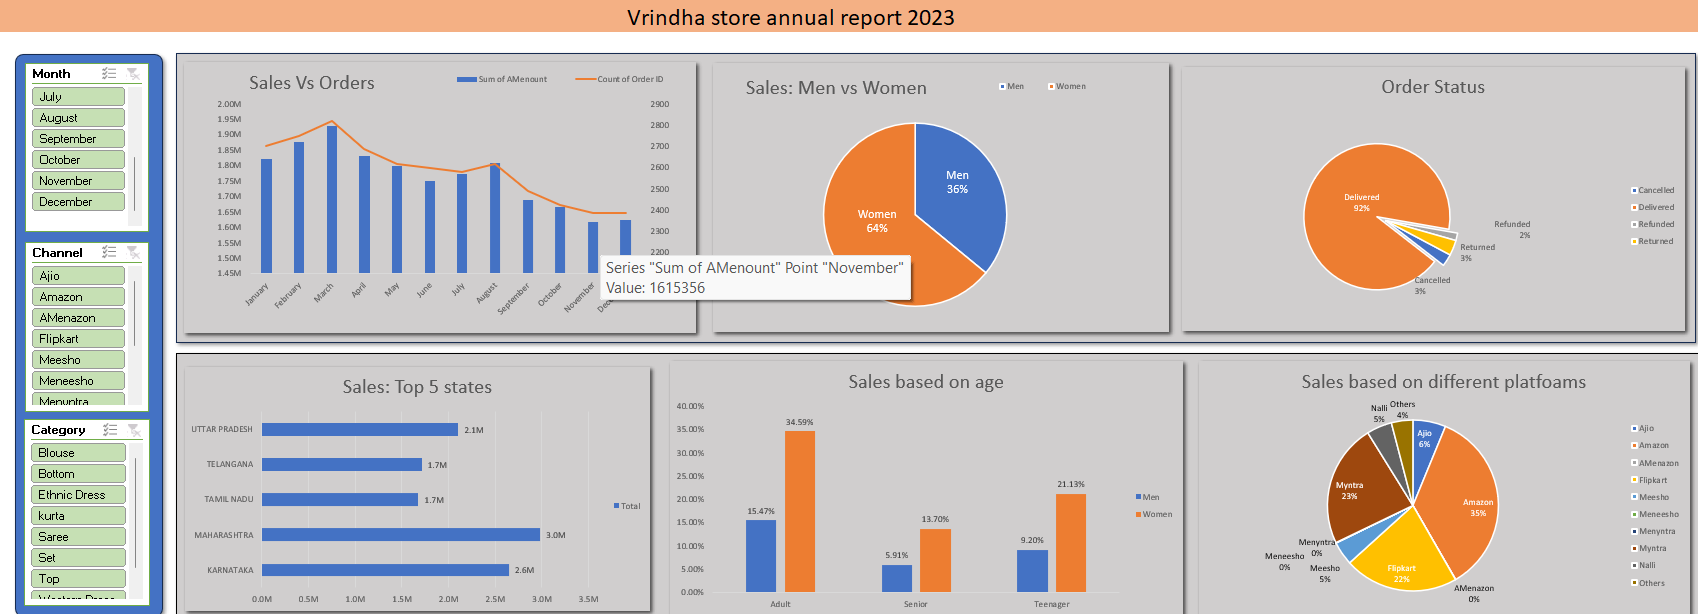 Vrindha store annual report 2023
Month
July
August
September
October
November
December
Channel
Ajio
Amazon
AMenazon
Flipkart
Meesho
Meneesho
Menyntra
Category
Blouse
Bottom
Ethnic Dress
kurta
Saree
Set
Top
Western Dress
Sales Vs Orders
Sum of AMenount
Count of Order ID
2.00M
1.95M
1.90M
1.85M
1.80M
1.75M
1.70M
1.65M
1.60M
1.55M
1.50M
1.45M
2900
2800
2700
2600
2500
2400
2300
2200
January
February
March
April
May
June
July
August
September
October
November
Series "Sum of AMenount" Point "November"
Value: 1615356
Sales: Men vs Women
Men
Women
Men
36%
Women
64%
Order Status
Delivered
92%
Refunded
2%
Returned
3%
Cancelled
3%
Cancelled
Delivered
Refunded
Returned
Sales: Top 5 states
UTTAR PRADESH
2.1M
TELANGANA
1.7M
TAMIL NADU
1.7M
MAHARASHTRA
3.0M
KARNATAKA
2.6M
0.0M 0.5M 1.0M 1.5M 2.0M 2.5M 3.0M 3.5M
Total
Sales based on age
40.00%
35.00%
30.00%
25.00%
20.00%
15.00%
10.00%
5.00%
0.00%
15.47%
34.59%
5.91%
13.70%
9.20%
21.13%
Adult
Senior
Teenager
Men
Women
Sales based on different platfoams
Nalli
5%
Others
4%
Ajio
6%
Myntra
23%
Amazon
35%
Menyntra
0%
Meneesho
0%
Meesho
5%
Flipkart
22%
AMenazon
0%
Ajio
Amazon
AMenazon
Flipkart
Meesho
Meneesho
Menyntra
Myntra
Nalli
Others